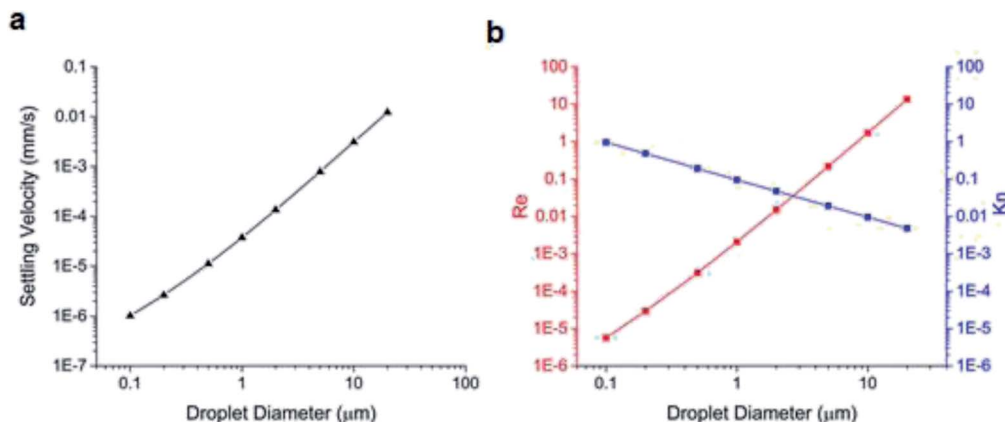 a
b
Settling Velocity (mm/s)
0.1
0.01
1E-3
1E-4
1E-5
1E-6
1E-7
0.1
1
10
100
Droplet Diameter (μm)
Re
100
10
1
0.1
0.01
1E-3
1E-4
1E-5
1E-6
0.1
1
10
Droplet Diameter (μm)
100
10
1
0.1
0.01
1E-3
1E-4
1E-5
1E-6
Kn